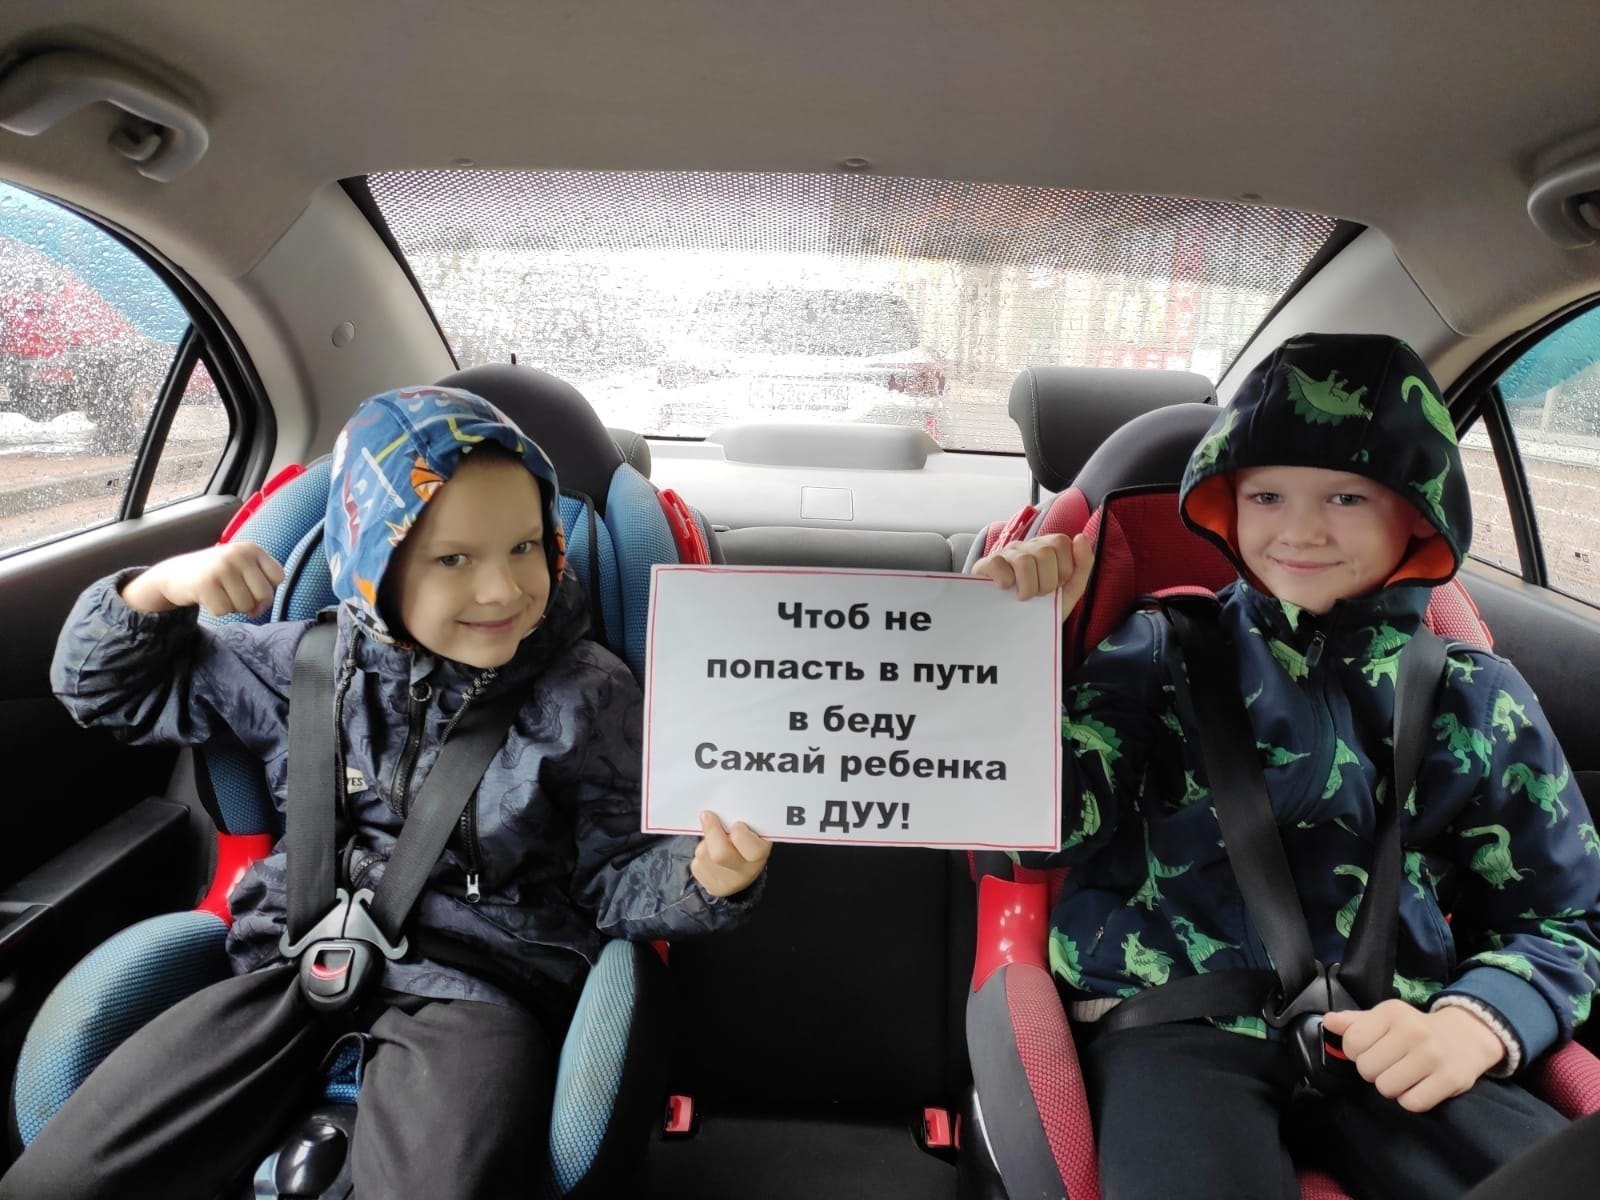 Чтоб не
попасть в пути
в беду
Сажай ребенка
в ДУУ!